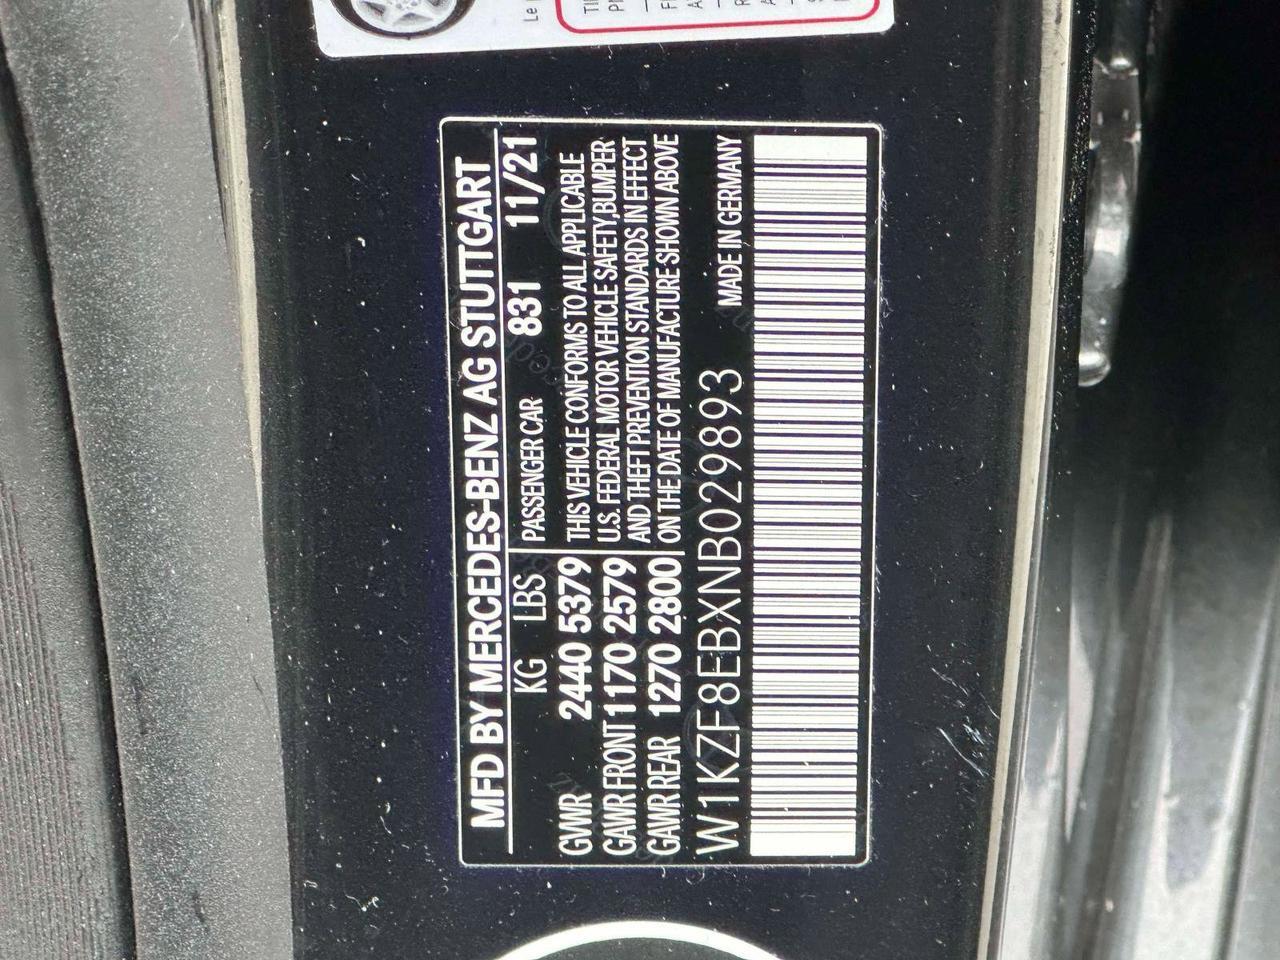 MFD BY MERCEDES-BENZ AG STUTTGART
KG LBS
GVWR 2440 5379
GAWR FRONT 1170 2579
GAWR REAR 1270 2800
PASSENGER CAR 831 11/21
THIS VEHICLE CONFORMS TO ALL APPLICABLE
U.S. FEDERAL MOTOR VEHICLE SAFETY,BUMPER
AND THEFT PREVENTION STANDARDS IN EFFECT
ON THE DATE OF MANUFACTURE SHOWN ABOVE
W1KZF8EBXNB029893 MADE IN GERMANY
Le